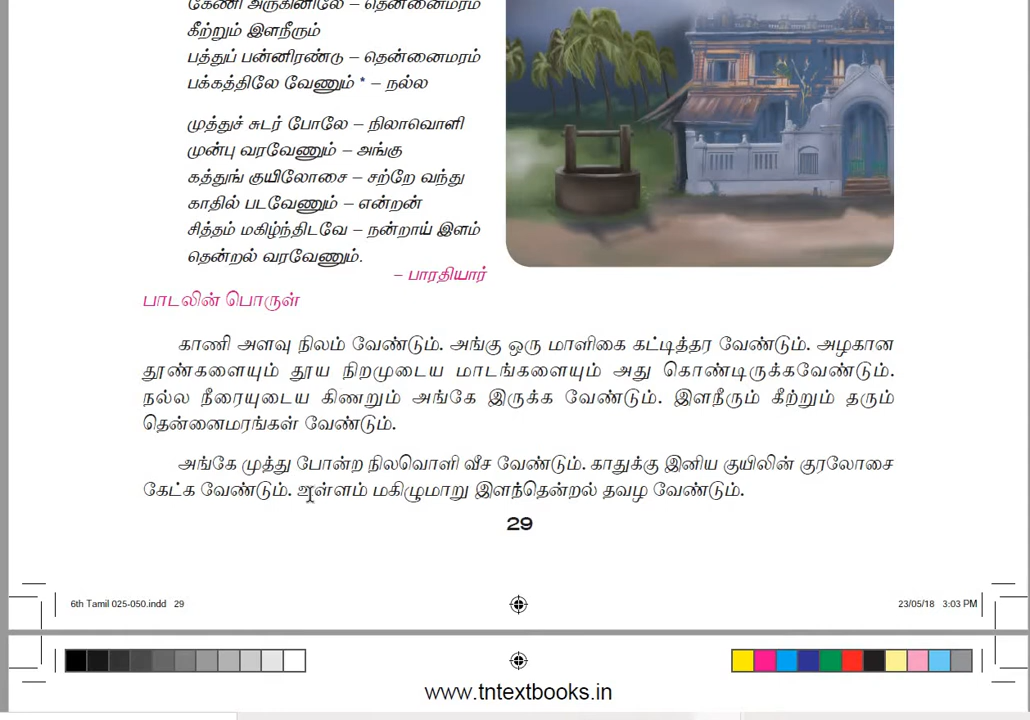 கேணி அருகினிலே – தென்னைமரம்
கீற்றும் இளநீரும்
பத்துப் பன்னிரண்டு – தென்னைமரம்
பக்கத்திலே வேணும் * – நல்ல
முத்துச் சுடர் போலே – நிலாவொளி
முன்பு வரவேணும் – அங்கு
கத்துங் குயிலோசை – சற்றே வந்து
காதில் படவேணும் – என்றன்
சித்தம் மகிழ்ந்திடவே – நன்றாய் இளம்
தென்றல் வரவேணும்.
– பாரதியார்
பாடலின் பொருள்
காணி அளவு நிலம் வேண்டும். அங்கு ஒரு மாளிகை கட்டித்தர வேண்டும். அழகான
தூண்களையும் தூய நிறமுடைய மாடங்களையும் அது கொண்டிருக்கவேண்டும்.
நல்ல நீரையுடைய கிணறும் அங்கே இருக்க வேண்டும். இளநீரும் கீற்றும் தரும்
தென்னைமரங்கள் வேண்டும்.
அங்கே முத்து போன்ற நிலவொளி வீச வேண்டும். காதுக்கு இனிய குயிலின் குரலோசை
கேட்க வேண்டும். உள்ளம் மகிழுமாறு இளந்தென்றல் தவழ வேண்டும்.
29
6th Tamil 025-050.indd 29
23/05/18 3:03 PM
www.tntextbooks.in